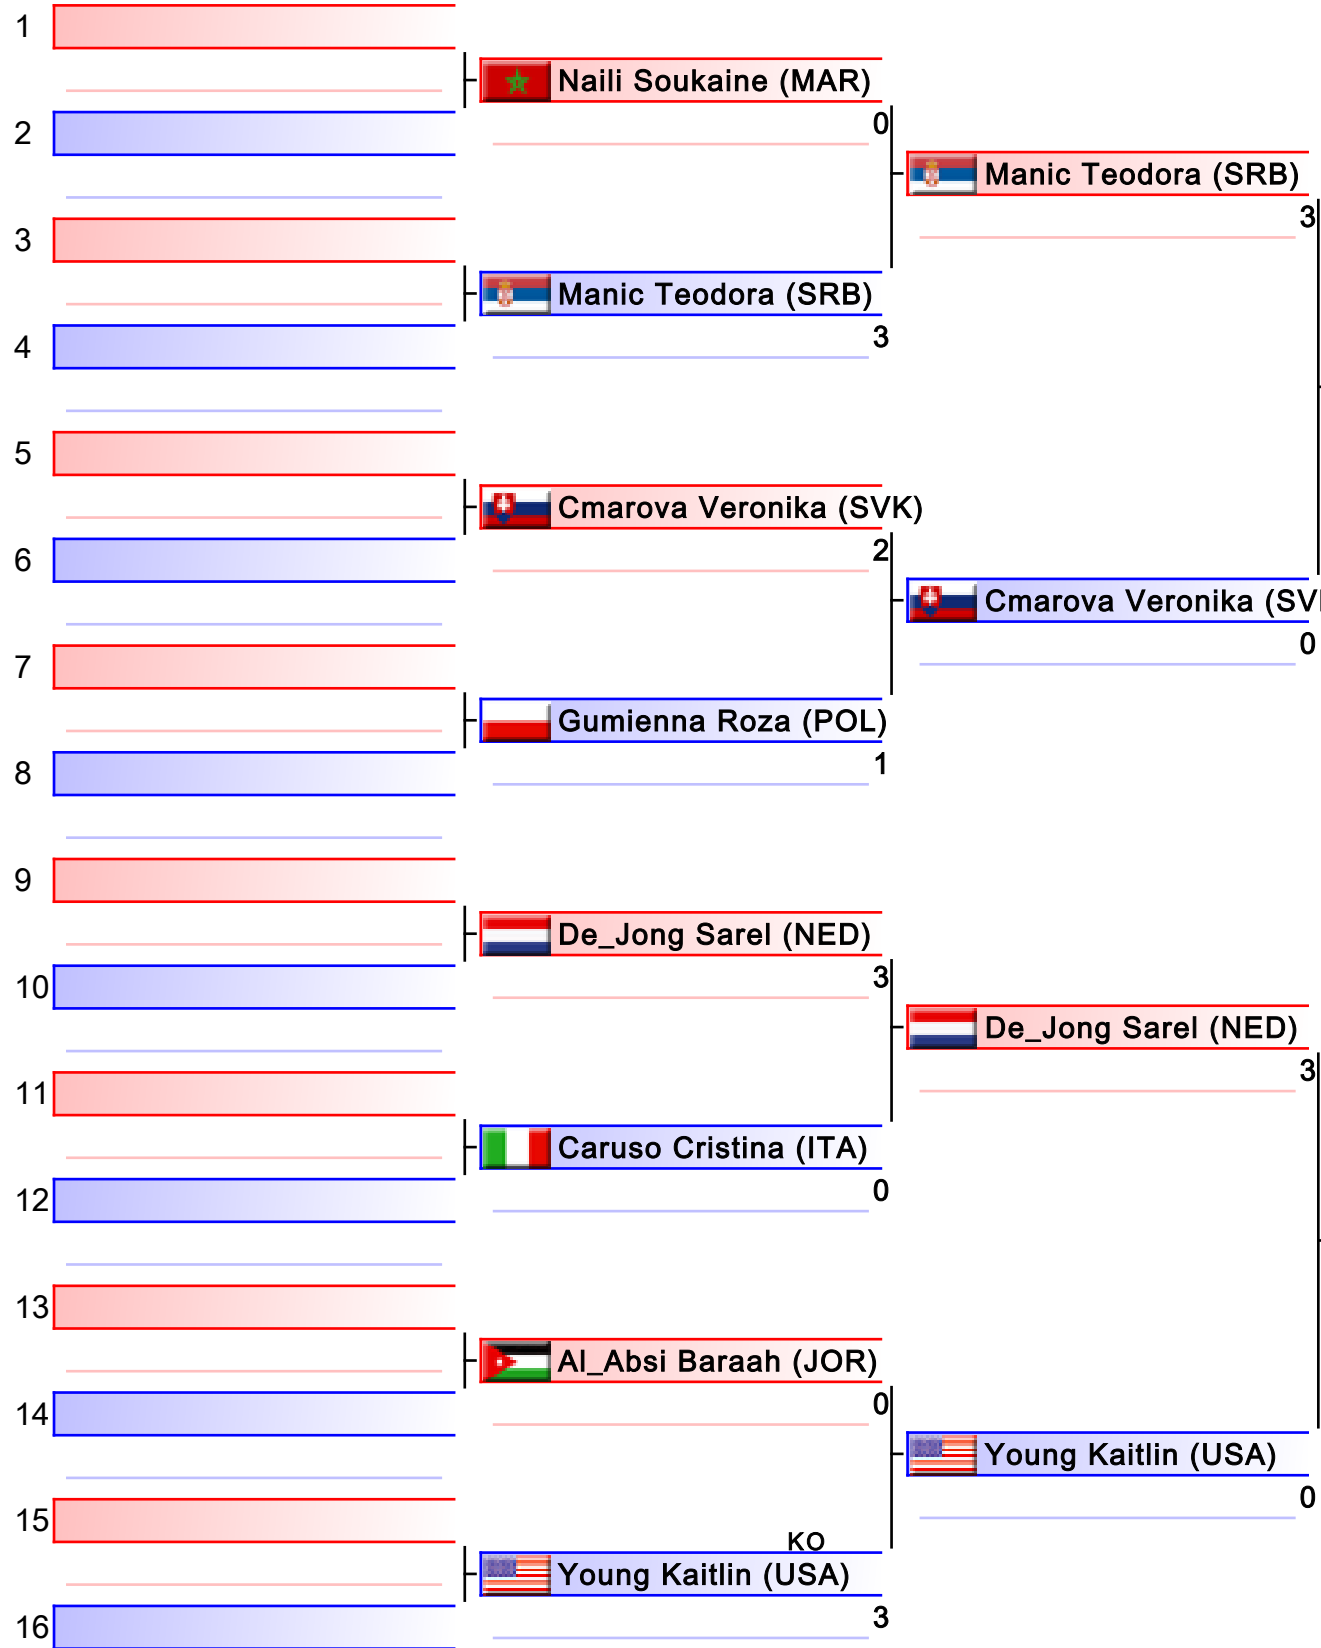 1
Naili Soukaine (MAR)
2
0
Manic Teodora (SRB)
3
3
Manic Teodora (SRB)
4
3
5
Cmarova Veronika (SVK)
6
2
Cmarova Veronika (SV
0
7
Gumienna Roza (POL)
8
1
9
De_Jong Sarel (NED)
10
3
De_Jong Sarel (NED)
3
11
Caruso Cristina (ITA)
12
0
13
Al_Absi Baraah (JOR)
14
0
Young Kaitlin (USA)
0
15
KO
Young Kaitlin (USA)
16
3